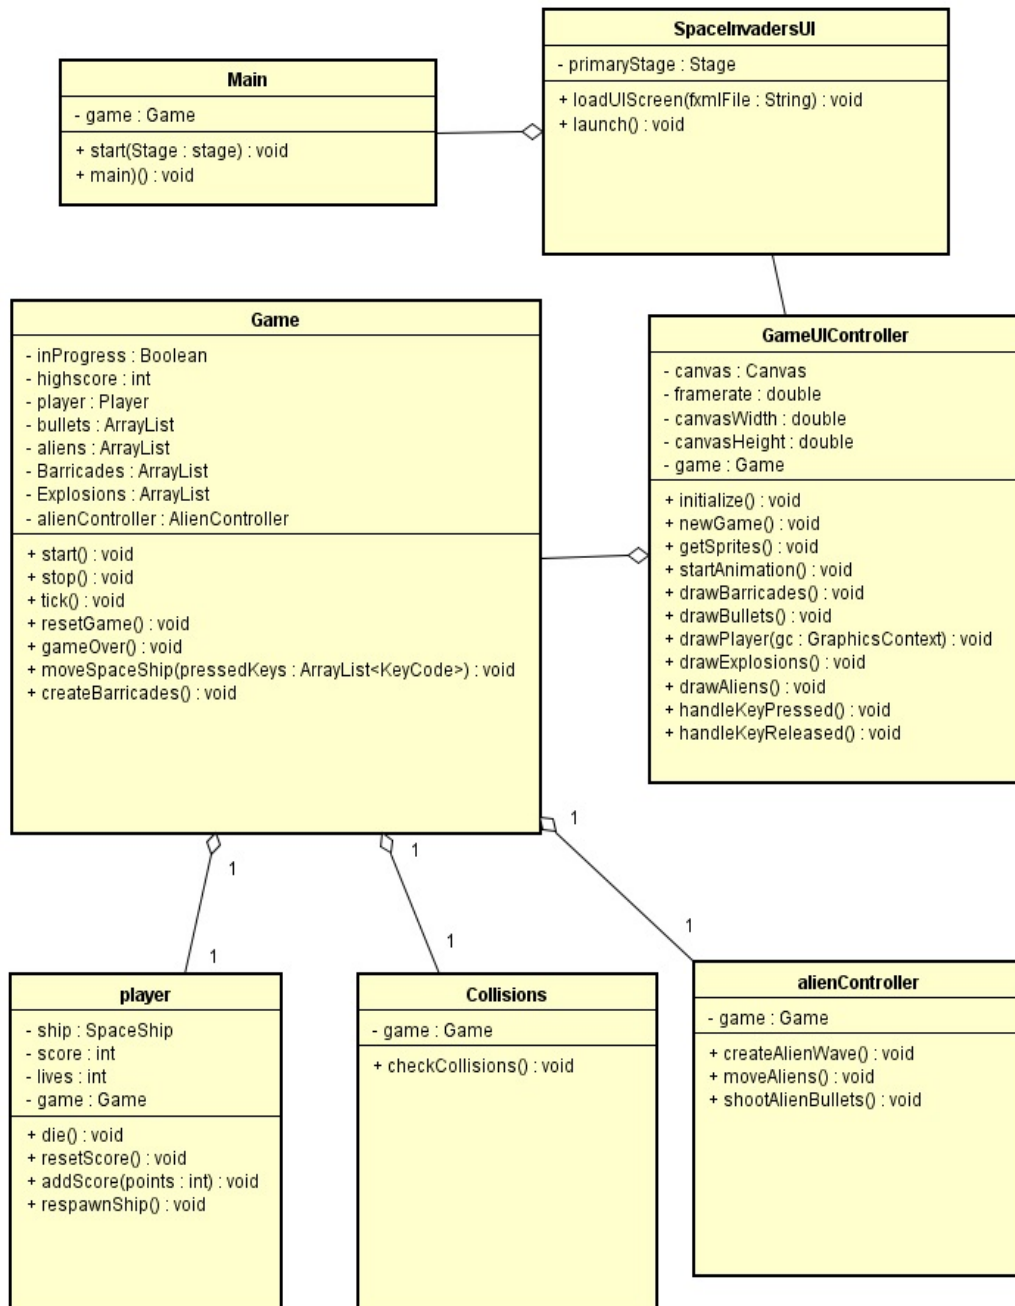 SpaceInvadersUI
- primaryStage : Stage
+ loadUIScreen(fxmlFile : String) : void
+ launch() : void
Main
- game : Game
+ start(Stage : stage) : void
+ main)() : void
Game
- inProgress : Boolean
- highscore : int
- player : Player
- bullets : ArrayList
- aliens : ArrayList
- Barricades : ArrayList
- Explosions : ArrayList
- alienController : AlienController
+ start() : void
+ stop() : void
+ tick() : void
+ resetGame() : void
+ gameOver() : void
+ moveSpaceShip(pressedKeys : ArrayList<KeyCode>) : void
+ createBarricades() : void
GameUIController
- canvas : Canvas
- framerate : double
- canvasWidth : double
- canvasHeight : double
- game : Game
+ initialize() : void
+ newGame() : void
+ getSprites() : void
+ startAnimation() : void
+ drawBarricades() : void
+ drawBullets() : void
+ drawPlayer(gc : GraphicsContext) : void
+ drawExplosions() : void
+ drawAliens() : void
+ handleKeyPressed() : void
+ handleKeyReleased() : void
1
1
1
1
1
1
player
- ship : SpaceShip
- score : int
- lives : int
- game : Game
+ die() : void
+ resetScore() : void
+ addScore(points : int) : void
+ respawnShip() : void
Collisions
- game : Game
+ checkCollisions() : void
alienController
- game : Game
+ createAlienWave() : void
+ moveAliens() : void
+ shootAlienBullets() : void